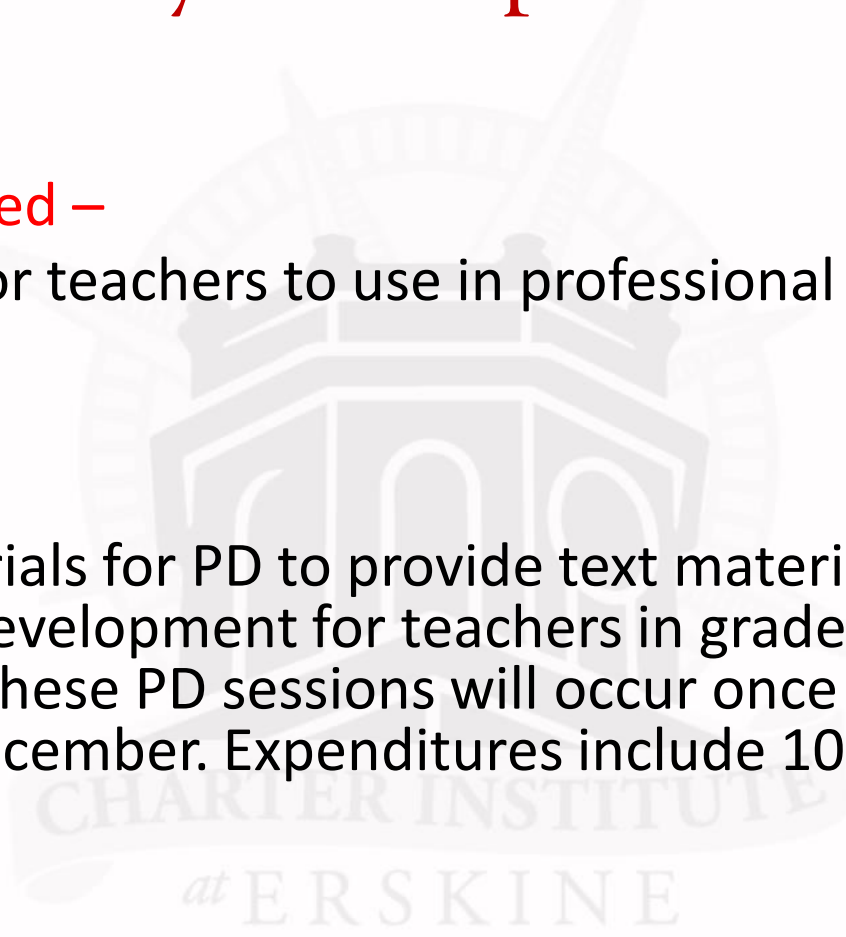 ed –
or teachers to use in professional
rials for PD to provide text materi
evelopment for teachers in grade
hese PD sessions will occur once
cember. Expenditures include 10
CHARTER INSTITUTE
at ERSKINE